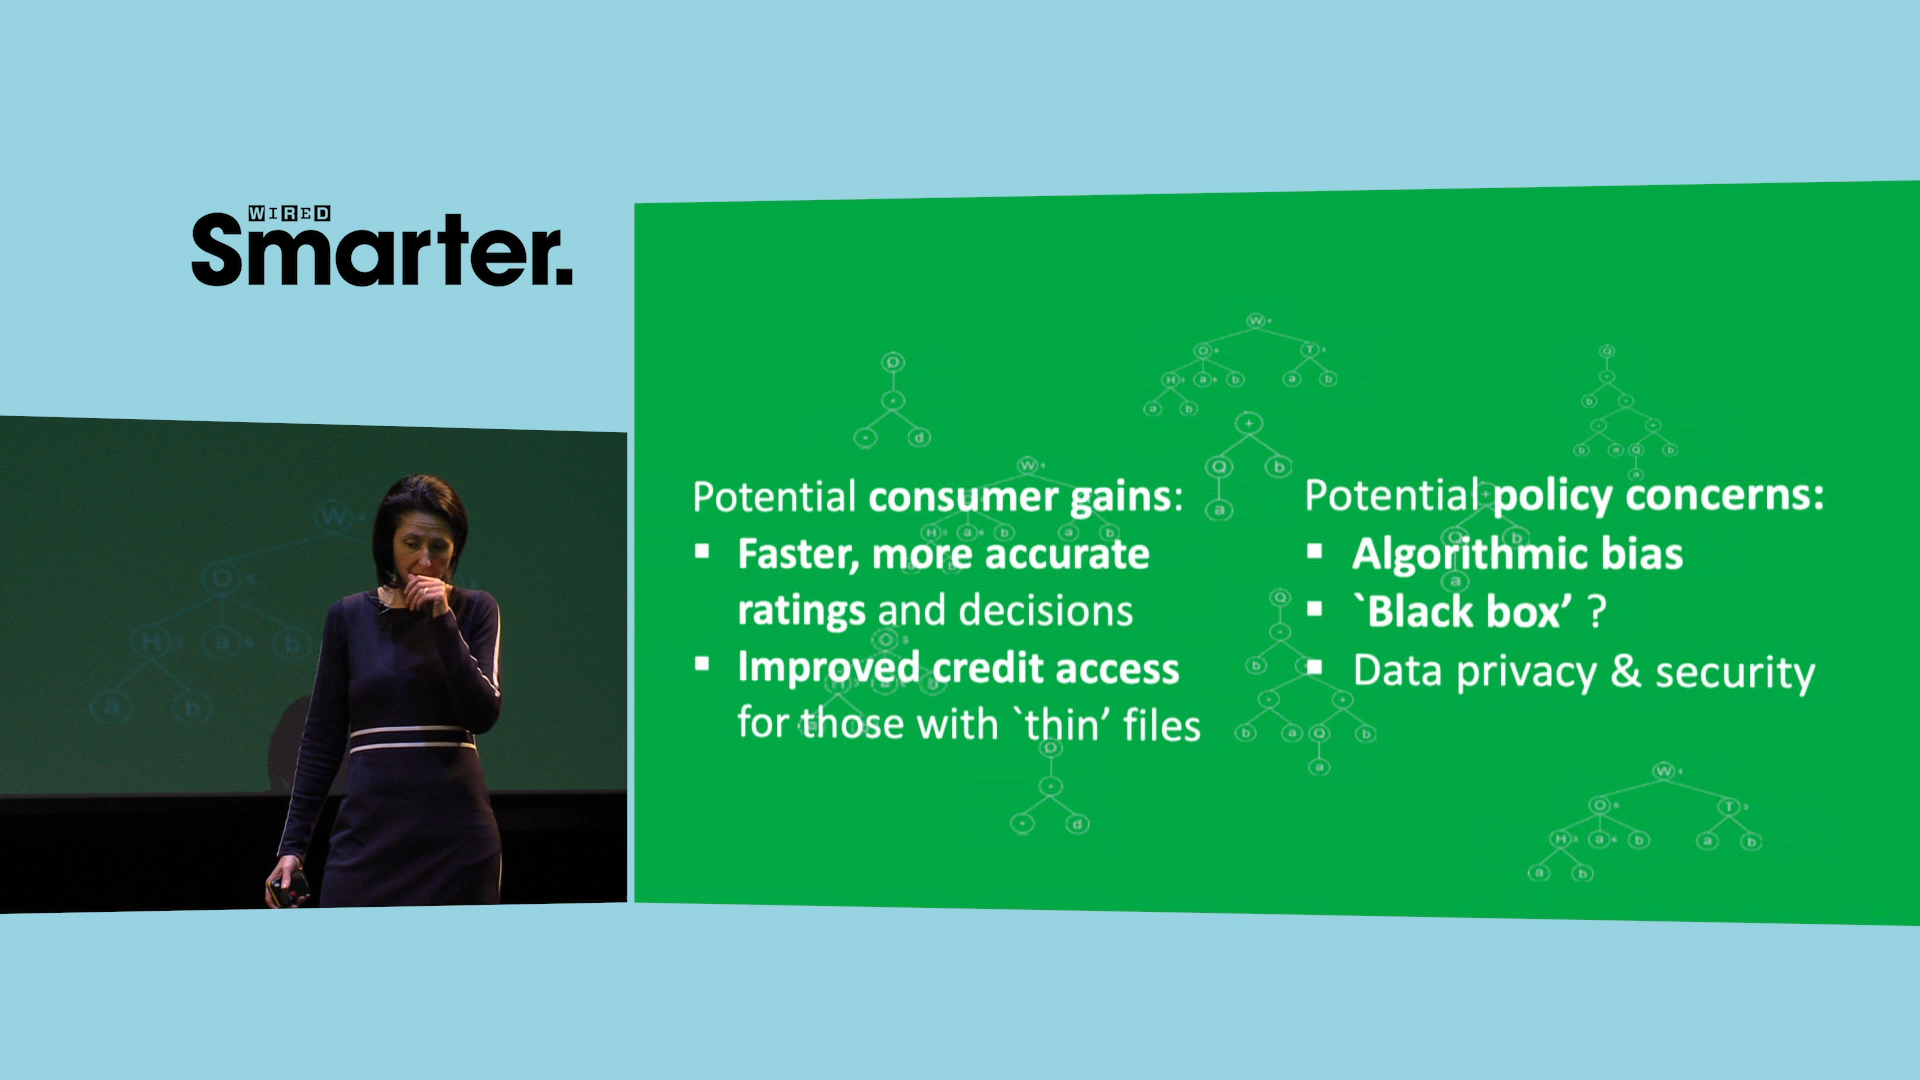 WIRED
Smarter.
Potential consumer gains:
▪ Faster, more accurate
ratings and decisions
▪ Improved credit access
for those with `thin’ files
Potential policy concerns:
▪ Algorithmic bias
▪ `Black box’ ?
▪ Data privacy & security